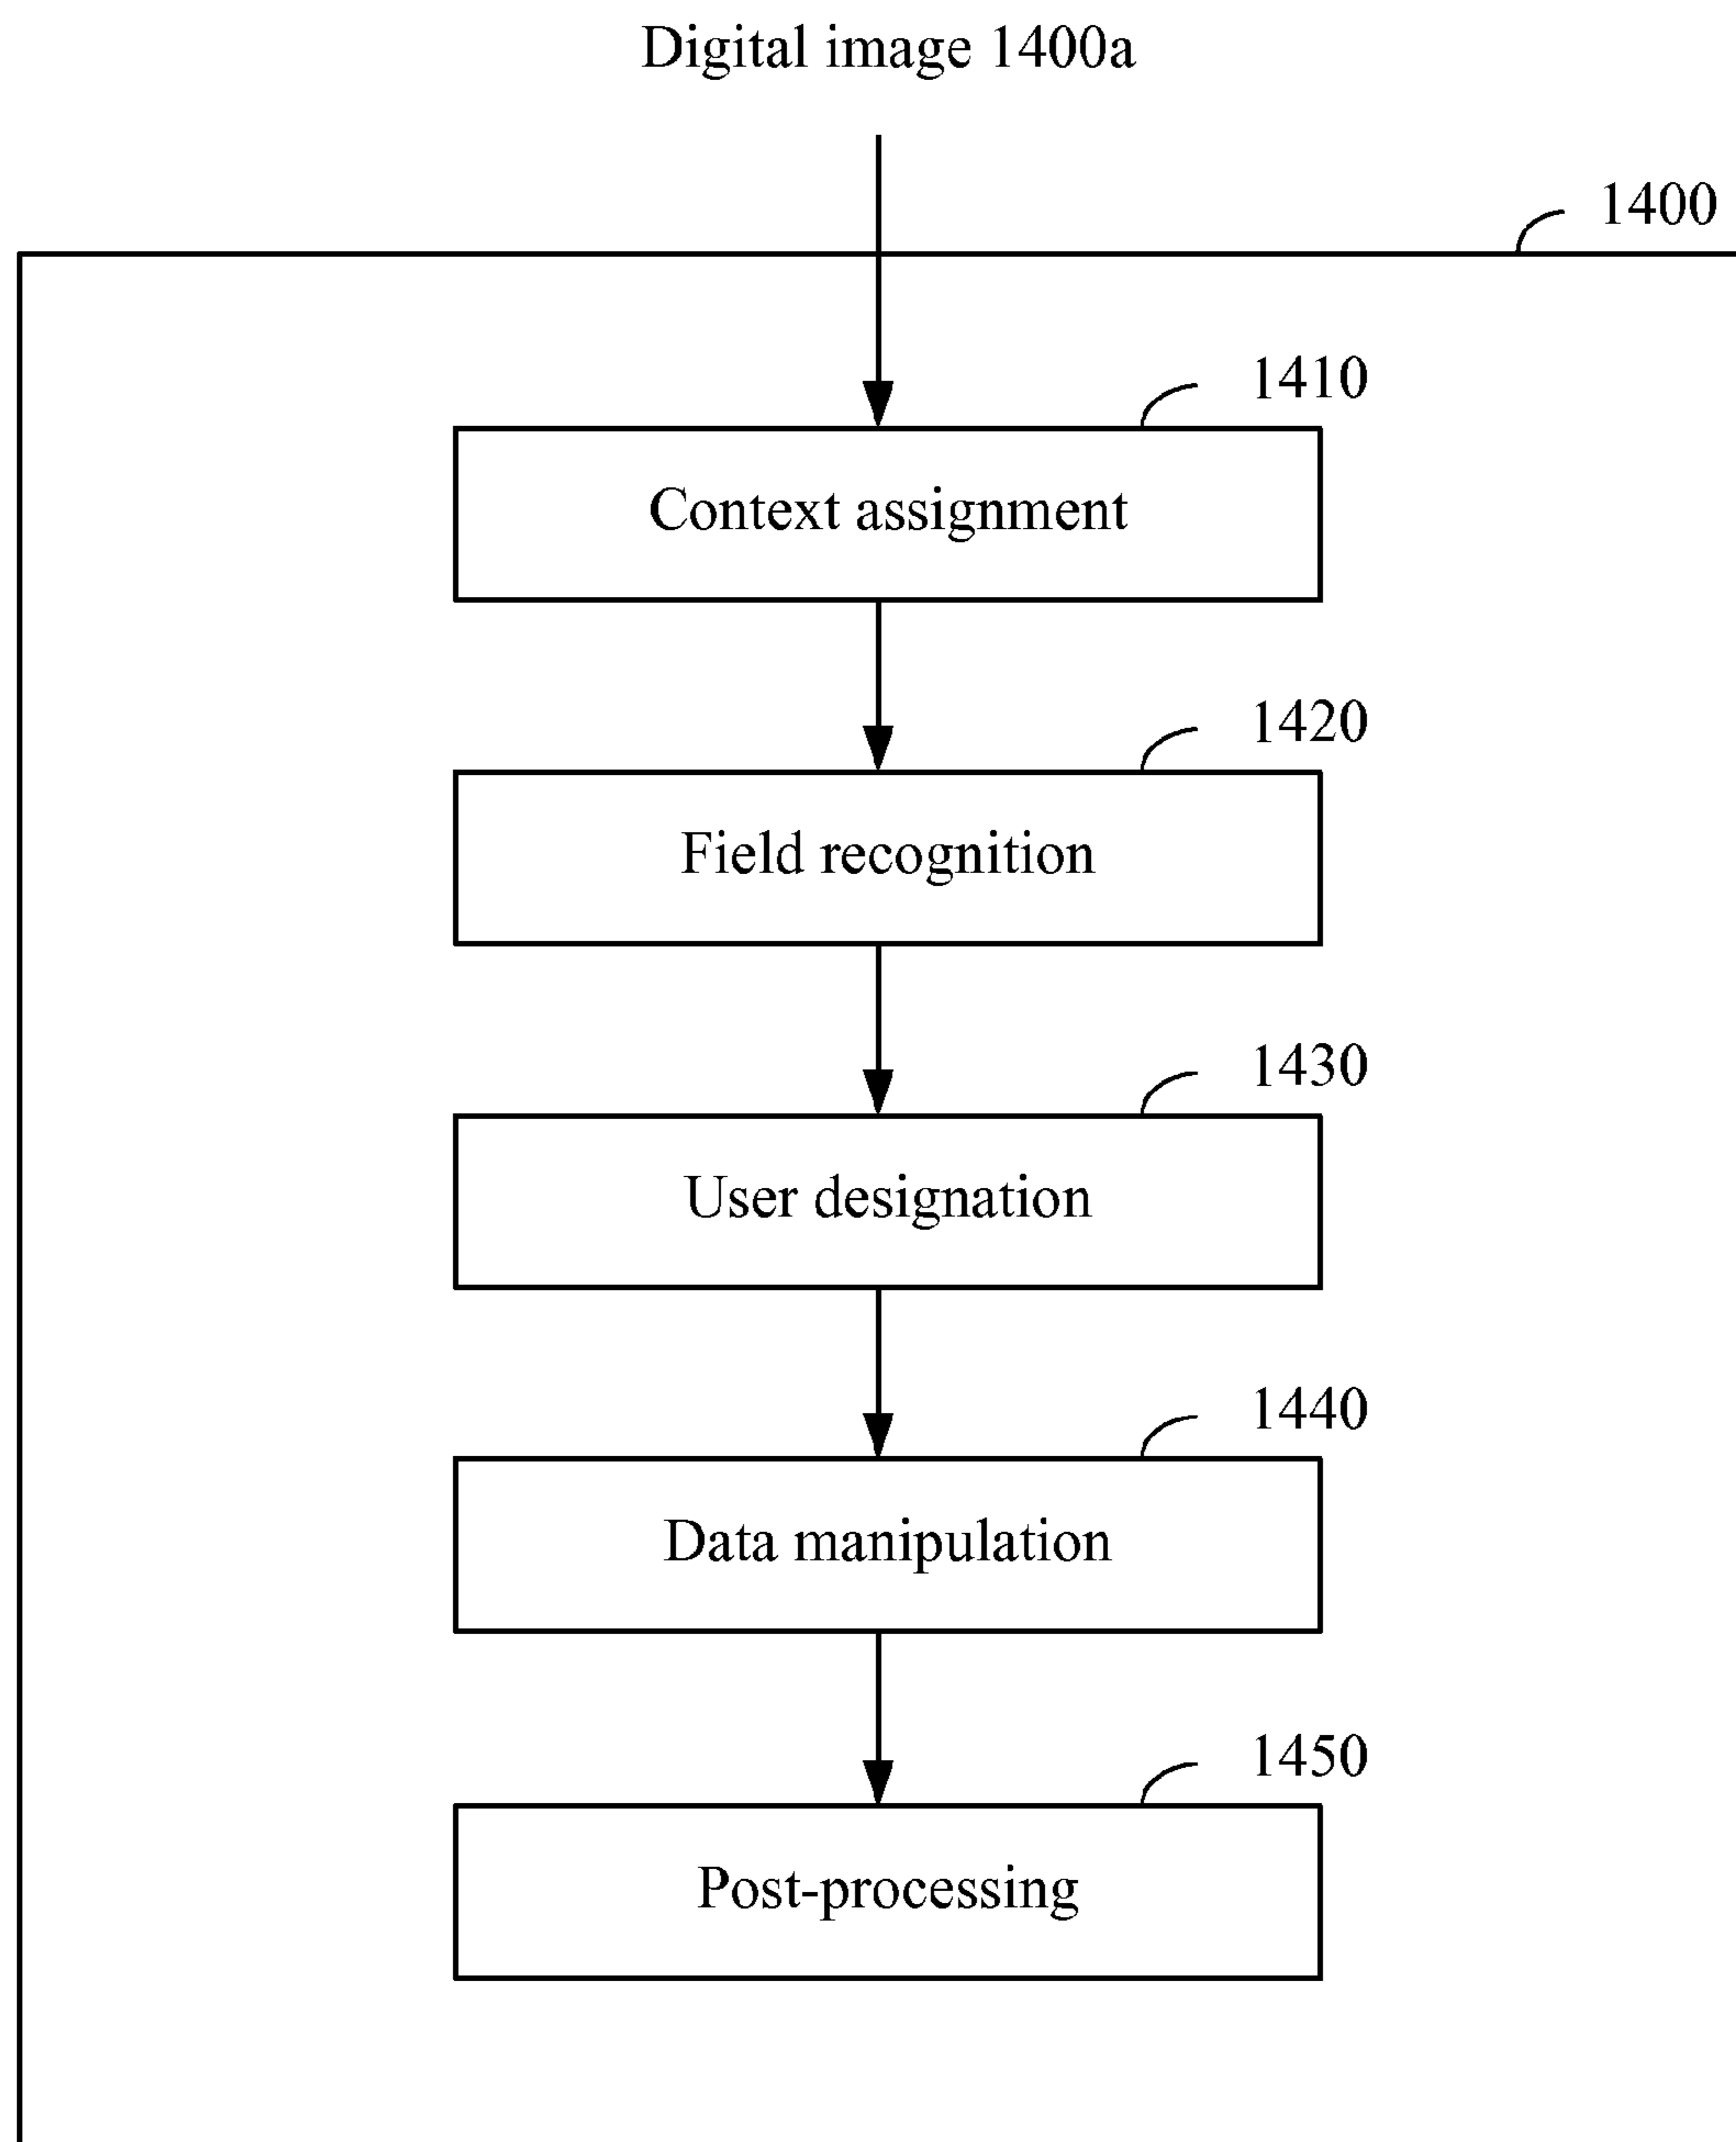 Digital image 1400a
1400
1410
Context assignment
1420
Field recognition
1430
User designation
1440
Data manipulation
1450
Post-processing